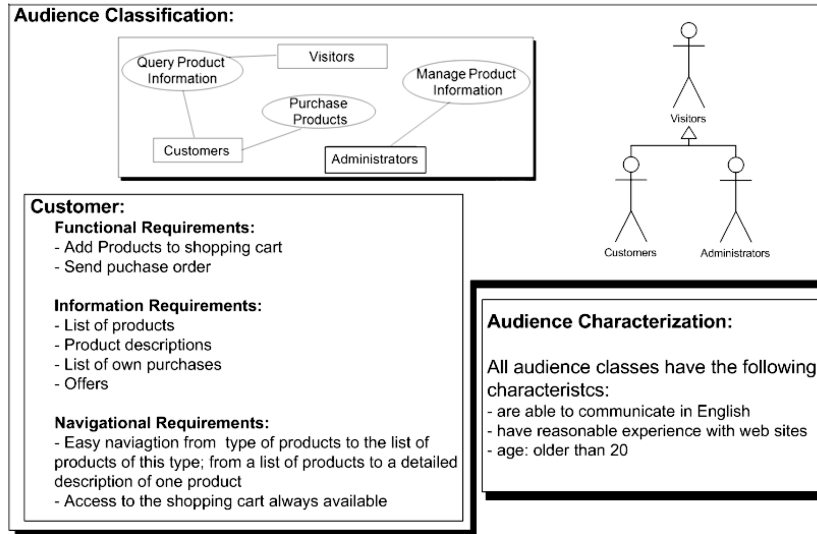 Audience Classification:
Query Product
Information
Visitors
Manage Product
Information
Purchase
Products
Customers
Administrators
Visitors
Customers
Administrators
Customer:
Functional Requirements:
- Add Products to shopping cart
- Send puchase order
Information Requirements:
- List of products
- Product descriptions
- List of own purchases
- Offers
Navigational Requirements:
- Easy naviagtion from type of products to the list of
products of this type; from a list of products to a detailed
description of one product
- Access to the shopping cart always available
Audience Characterization:
All audience classes have the following
characteristcs:
- are able to communicate in English
- have reasonable experience with web sites
- age: older than 20